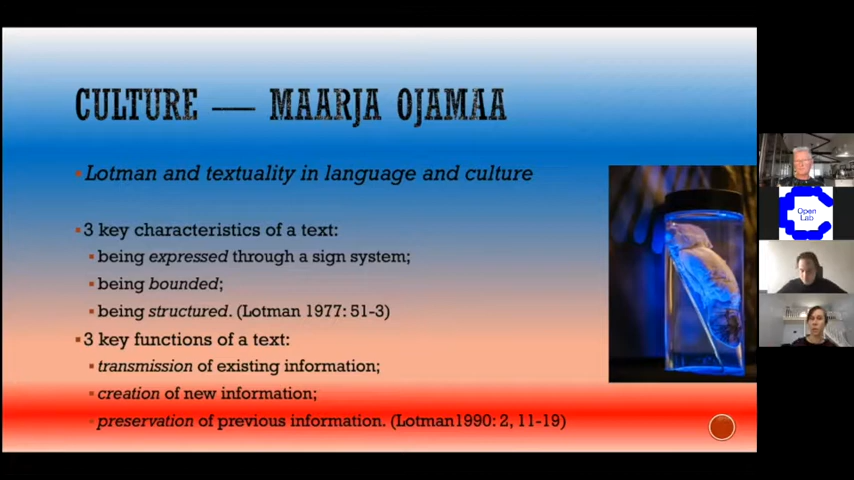 CULTURE — MAARJA OJAMAA
Lotman and textuality in language and culture
3 key characteristics of a text:
being expressed through a sign system;
being bounded;
being structured. (Lotman 1977: 51-3)
3 key functions of a text:
transmission of existing information;
creation of new information;
preservation of previous information. (Lotman1990: 2, 11-19)
Open
Lab